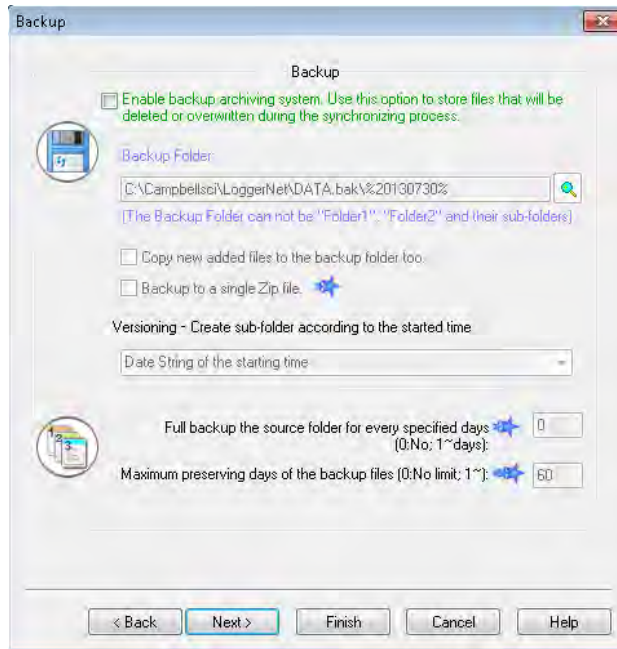 Backup
Backup
Enable backup archiving system. Use this option to store files that will be
deleted or overwritten during the synchronizing process.
Backup Folder:
C:\Campbellsci\LoggerNet\DATA.bak\%20130730%
(The Backup Folder can not be "Folder1", "Folder2" and their sub-folders)
Copy new added files to the backup folder too.
Backup to a single Zip file.
Versioning - Create sub-folder according to the started time
Date String of the starting time
Full backup the source folder for every specified days
(0:No; 1~days):
0
Maximum preserving days of the backup files (0:No limit; 1~):
60
< Back
Next >
Finish
Cancel
Help